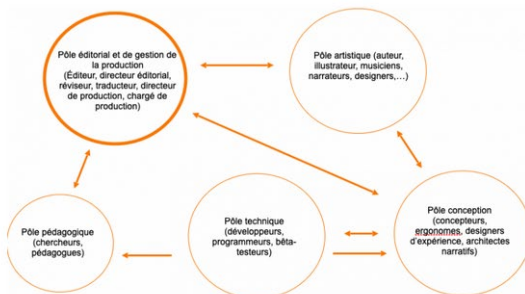 Pôle éditorial et de gestion de
la production
(Éditeur, directeur éditorial,
réviseur, traducteur, directeur
de production, chargé de
production)
Pôle artistique (auteur,
illustrateur, musiciens,
narrateurs, designers,...)
Pôle pédagogique
(chercheurs,
pédagogues)
Pôle technique
(développeurs,
programmeurs, bêta-
testeurs)
Pôle conception
(concepteurs,
ergonomes, designers
d'expérience, architectes
narratifs)